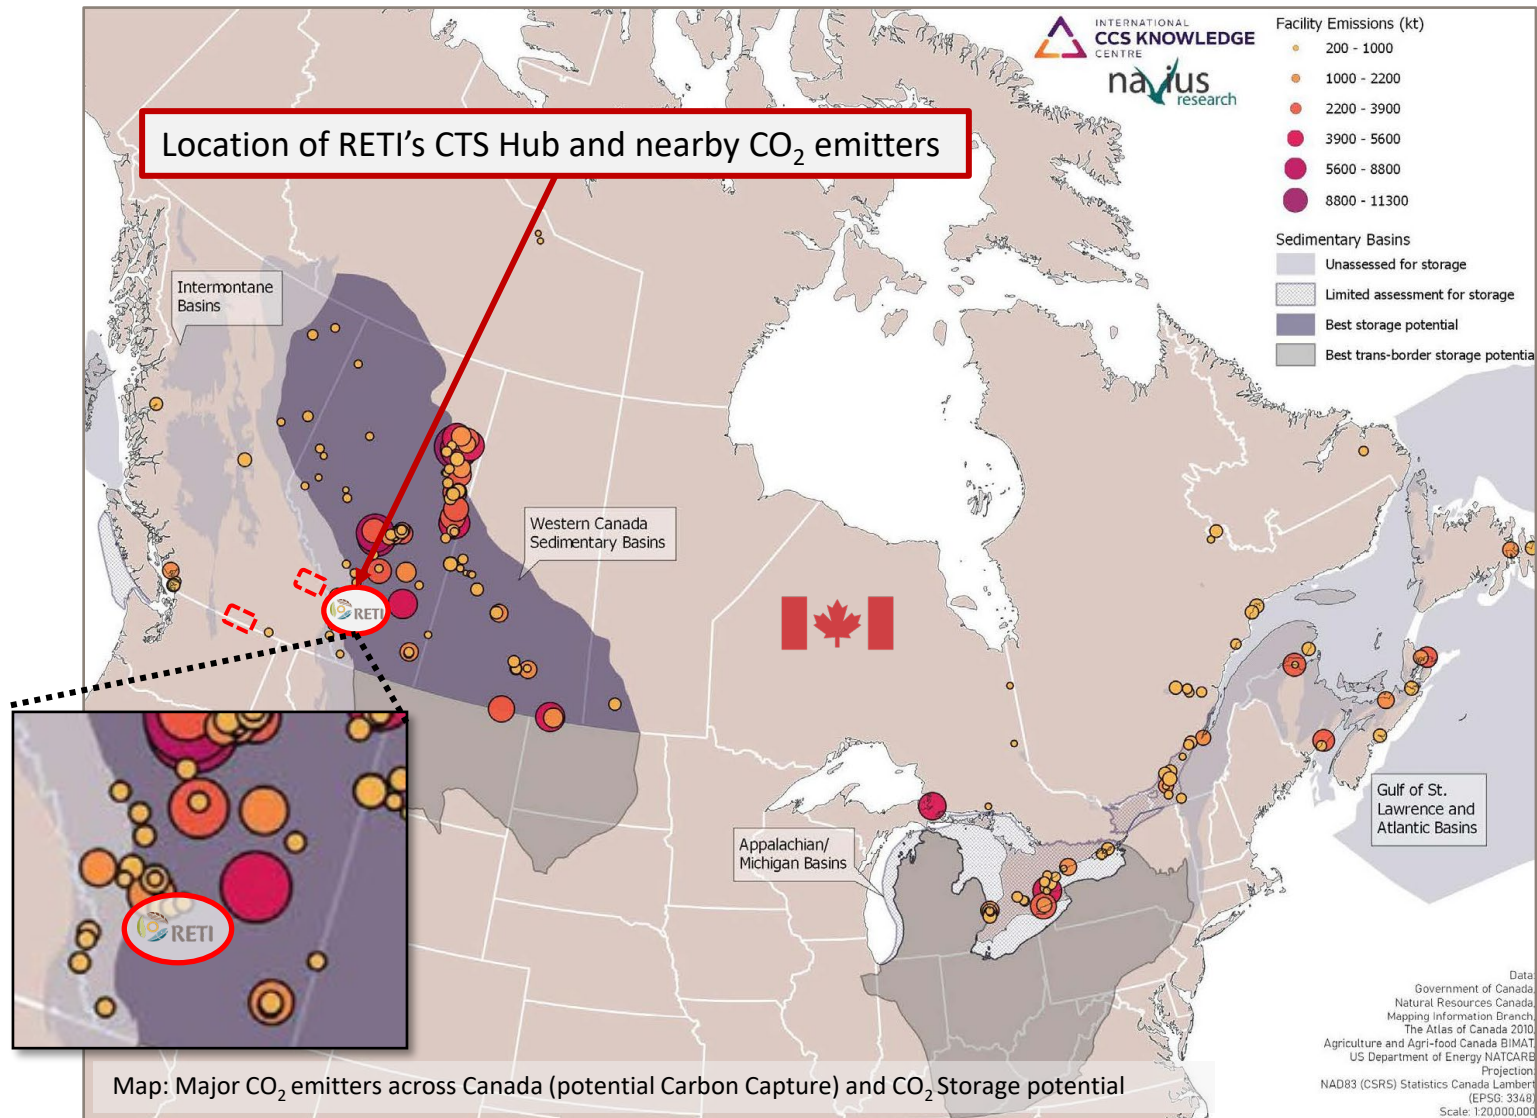 INTERNATIONAL
CCS KNOWLEDGE
CENTRE
navius
research
Facility Emissions (kt)
200 - 1000
1000 - 2200
2200 - 3900
3900 - 5600
5600 - 8800
8800 - 11300
Sedimentary Basins
Unassessed for storage
Limited assessment for storage
Best storage potential
Best trans-border storage potentia
Location of RETI's CTS Hub and nearby CO₂ emitters
Intermontane
Basins
Western Canada
Sedimentary Basins
RETI
RETI
Appalachian/
Michigan Basins
Gulf of St.
Lawrence and
Atlantic Basins
Data:
Government of Canada,
Natural Resources Canada,
Mapping Information Branch,
The Atlas of Canada 2010,
Agriculture and Agri-food Canada BIMAT,
US Department of Energy NATCARB
Projection:
NAD83 (CSRS) Statistics Canada Lambert
(EPSG: 3348)
Scale: 1:20,000,000
Map: Major CO₂ emitters across Canada (potential Carbon Capture) and CO₂ Storage potential